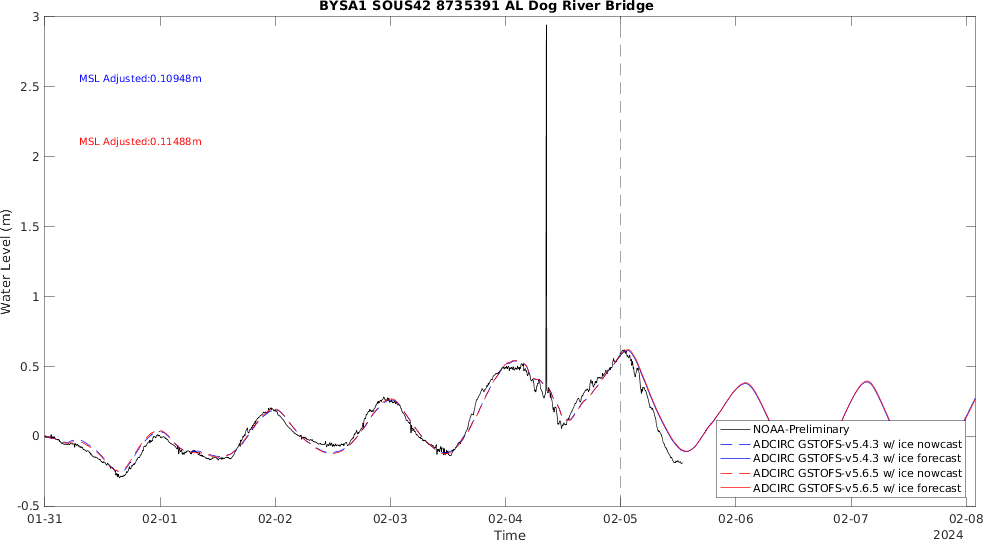 BYSA1 SOUS42 8735391 AL Dog River Bridge
3
2.5
2
1.5
1
0.5
0
-0.5
Water Level (m)
MSL Adjusted:0.10948m
MSL Adjusted:0.11488m
NOAA-Preliminary
ADCIRC GSTOFS-v5.4.3 w/ ice nowcast
ADCIRC GSTOFS-v5.4.3 w/ ice forecast
ADCIRC GSTOFS-v5.6.5 w/ ice nowcast
ADCIRC GSTOFS-v5.6.5 w/ ice forecast
01-31 02-01 02-02 02-03 02-04 02-05 02-06 02-07 02-08
Time
2024